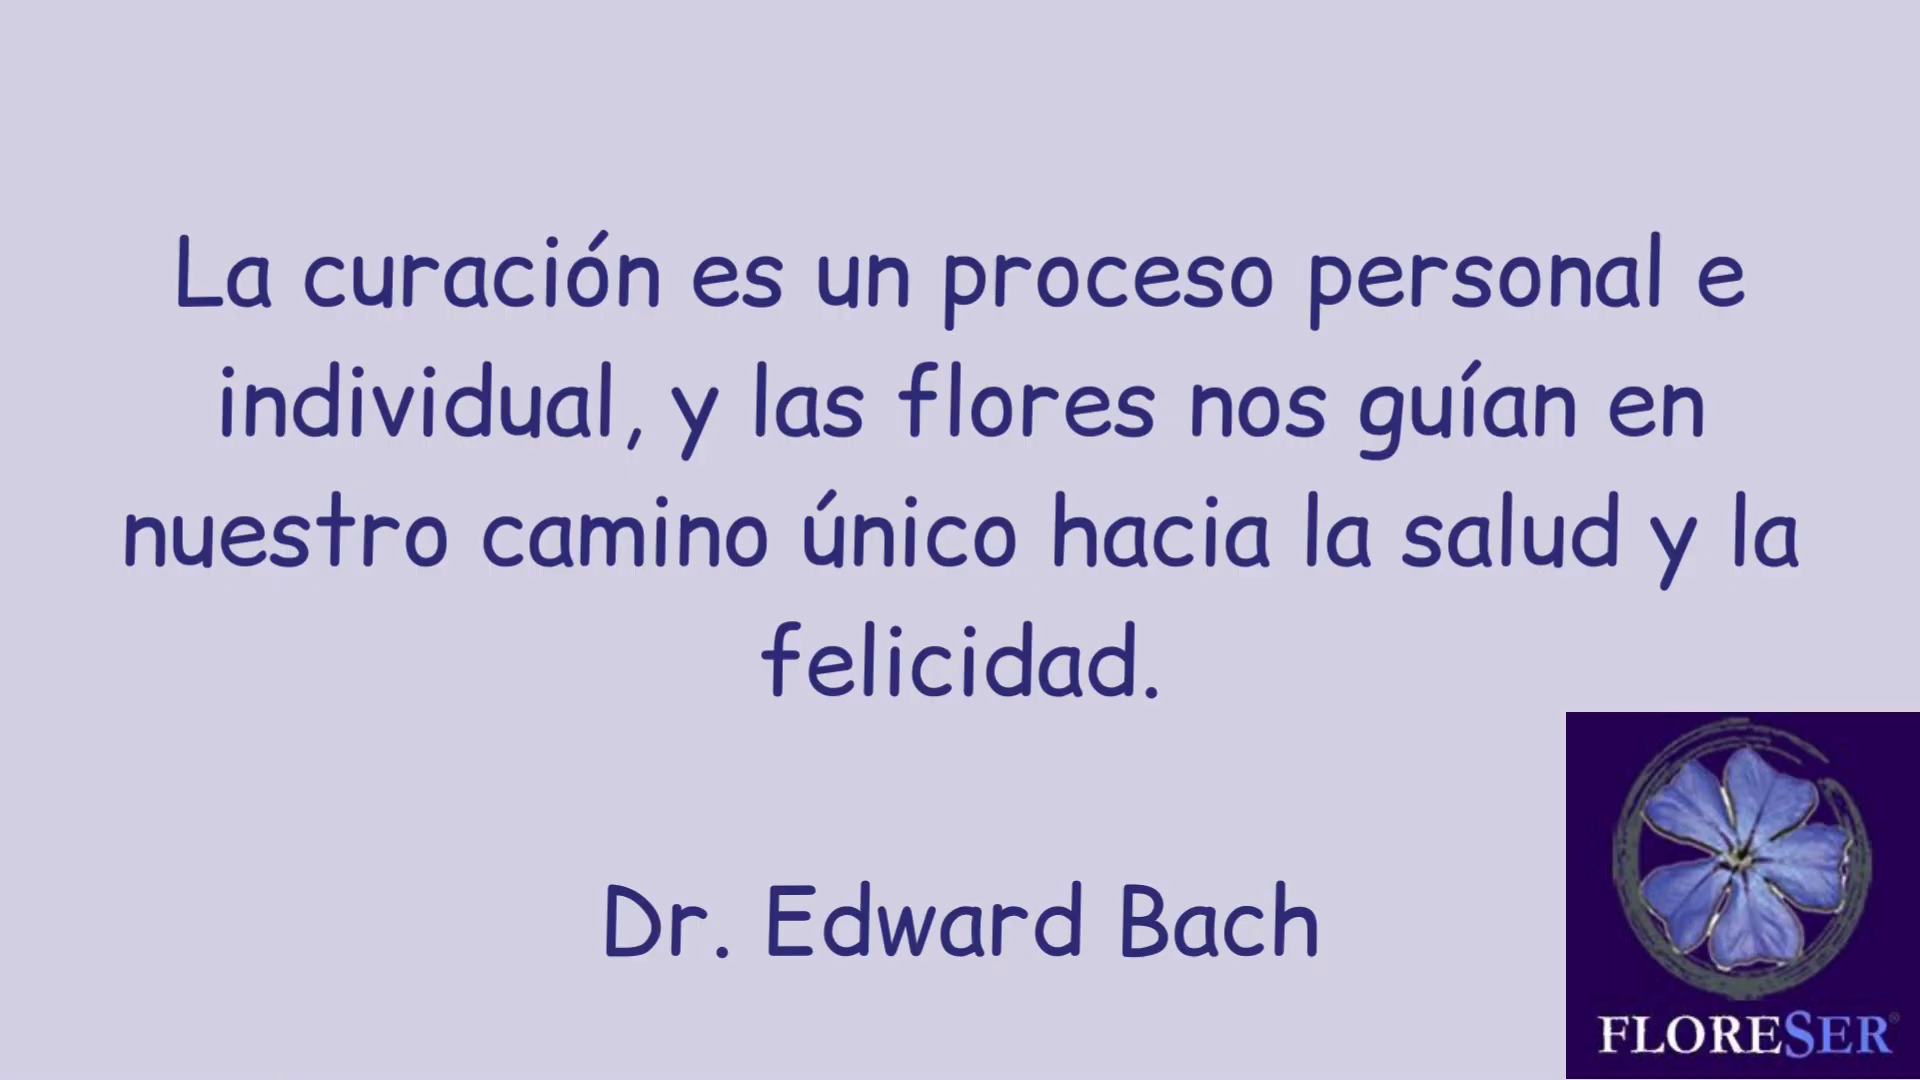 La curación es un proceso personal e
individual, y las flores nos guían en
nuestro camino único hacia la salud y la
felicidad.
Dr. Edward Bach
FLORESER®